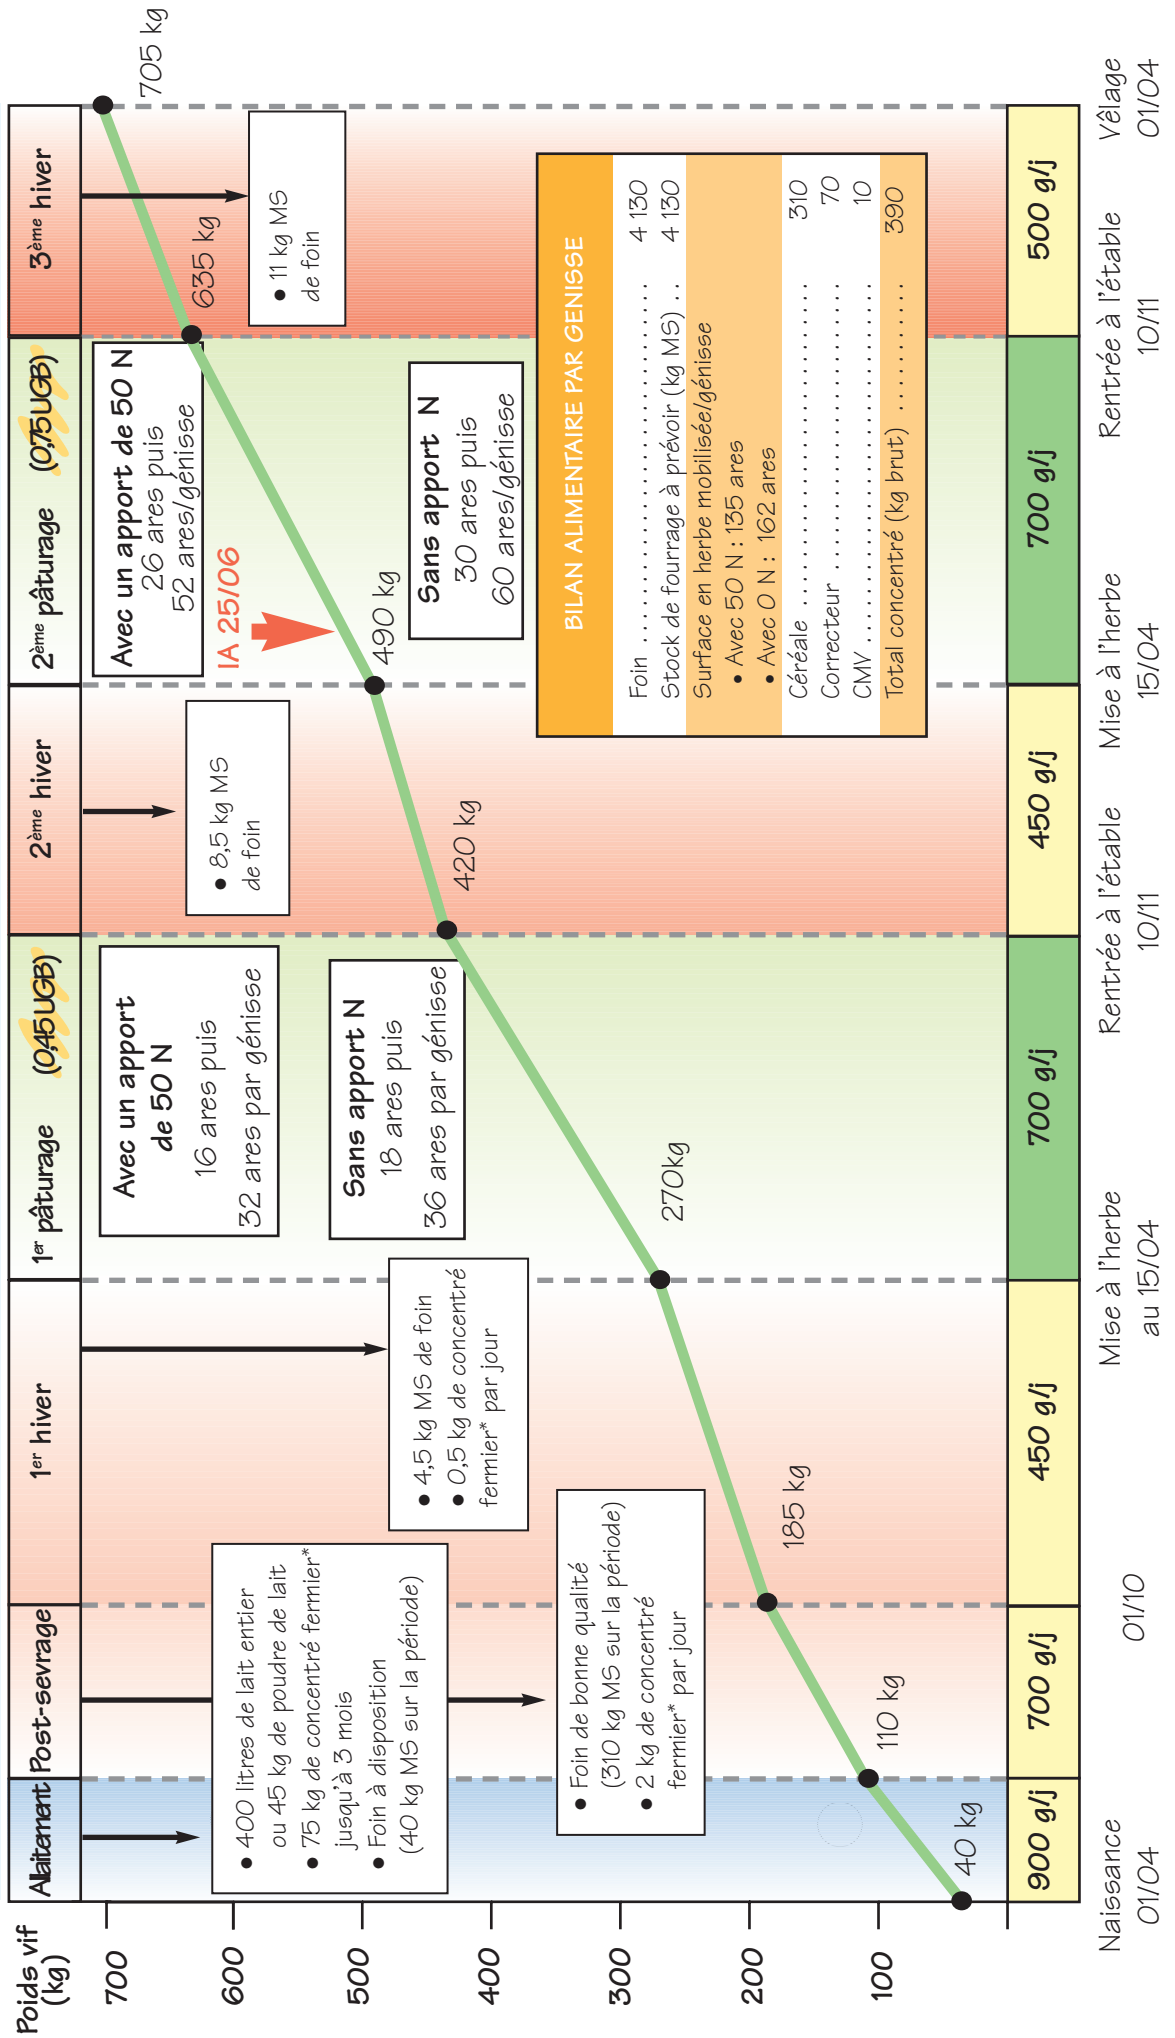 Poids vif
(kg)
700
600
500
400
300
200
100
Allaitement
Post-sevrage
1er hiver
1er pâturage (0,45UGB)
2ème hiver
2ème pâturage (0,75UGB)
3ème hiver
• 400 litres de lait entier
ou 45 kg de poudre de lait
• 75 kg de concentré fermier*
jusqu'à 3 mois
• Foin à disposition
(40 kg MS sur la période)
• Foin de bonne qualité
(310 kg MS sur la période)
• 2 kg de concentré
fermier* par jour
• 4,5 kg MS de foin
• 0,5 kg de concentré
fermier* par jour
Avec un apport
de 50 N
16 ares puis
32 ares par génisse
Sans apport N
18 ares puis
36 ares par génisse
• 8,5 kg MS
de foin
Avec un apport de 50 N
26 ares puis
52 ares/génisse
IA 25/06
Sans apport N
30 ares puis
60 ares/génisse
• 11 kg MS
de foin
40 kg
110 kg
185 kg
270kg
420 kg
490 kg
635 kg
705 kg
BILAN ALIMENTAIRE PAR GENISSE
Foin ........................................ 4 130
Stock de fourrage à prévoir (kg MS) .. 4 130
Surface en herbe mobilisée/génisse
• Avec 50 N : 135 ares
• Avec 0 N : 162 ares
Céréale ................................... 310
Correcteur .............................. 70
CMV ........................................ 10
Total concentré (kg brut) ............. 390
900 g/j
700 g/j
450 g/j
700 g/j
450 g/j
700 g/j
500 g/j
Naissance
01/04
01/10
Mise à l'herbe
au 15/04
Rentrée à l'étable
10/11
Mise à l'herbe
15/04
Rentrée à l'étable
10/11
Vêlage
01/04